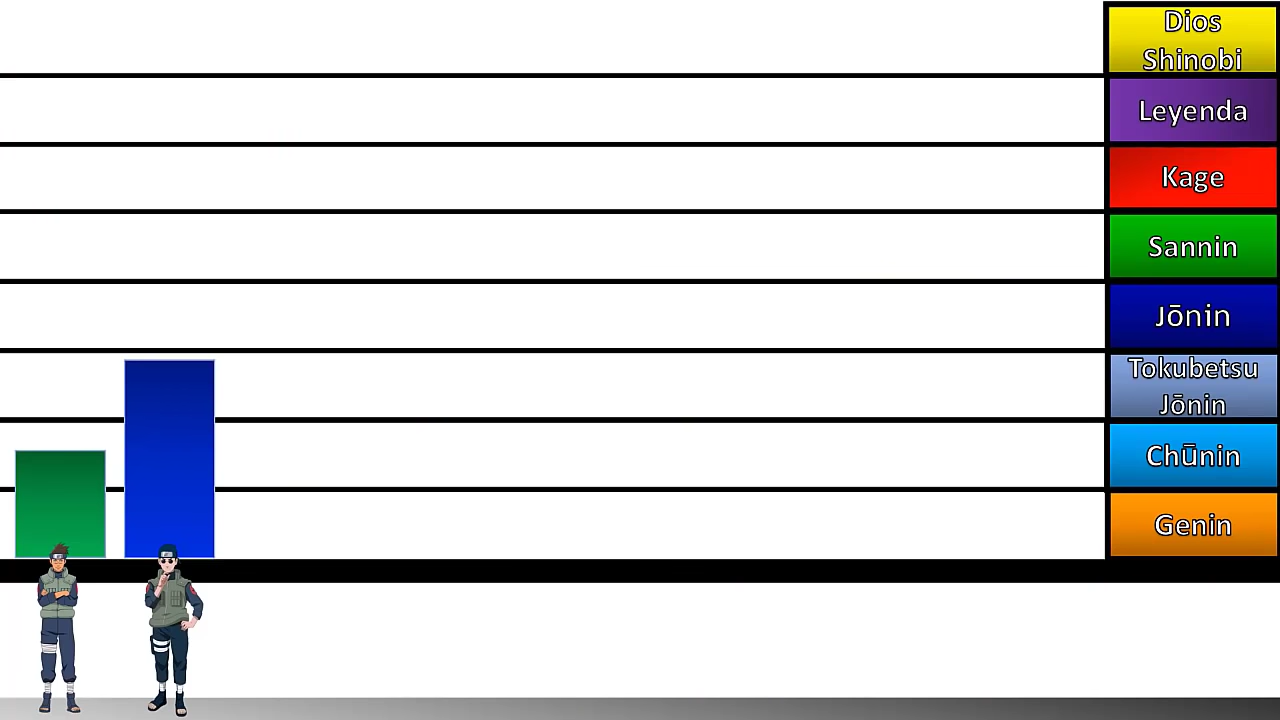 Dios
Shinobi
Leyenda
Kage
Sannin
Jōnin
Tokubetsu
Jōnin
Chūnin
Genin